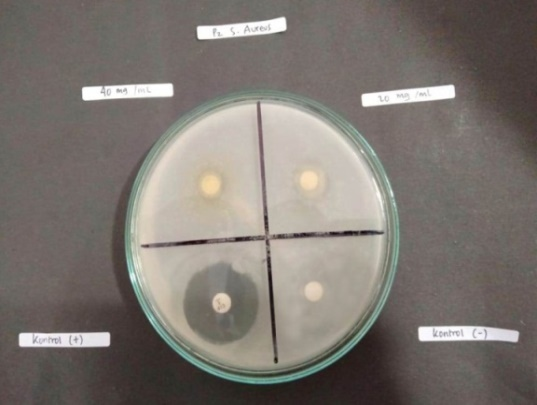 P2 S. Aureus
40 mg/mL
20 mg/mL
Kontrol (+)
Kontrol (-)